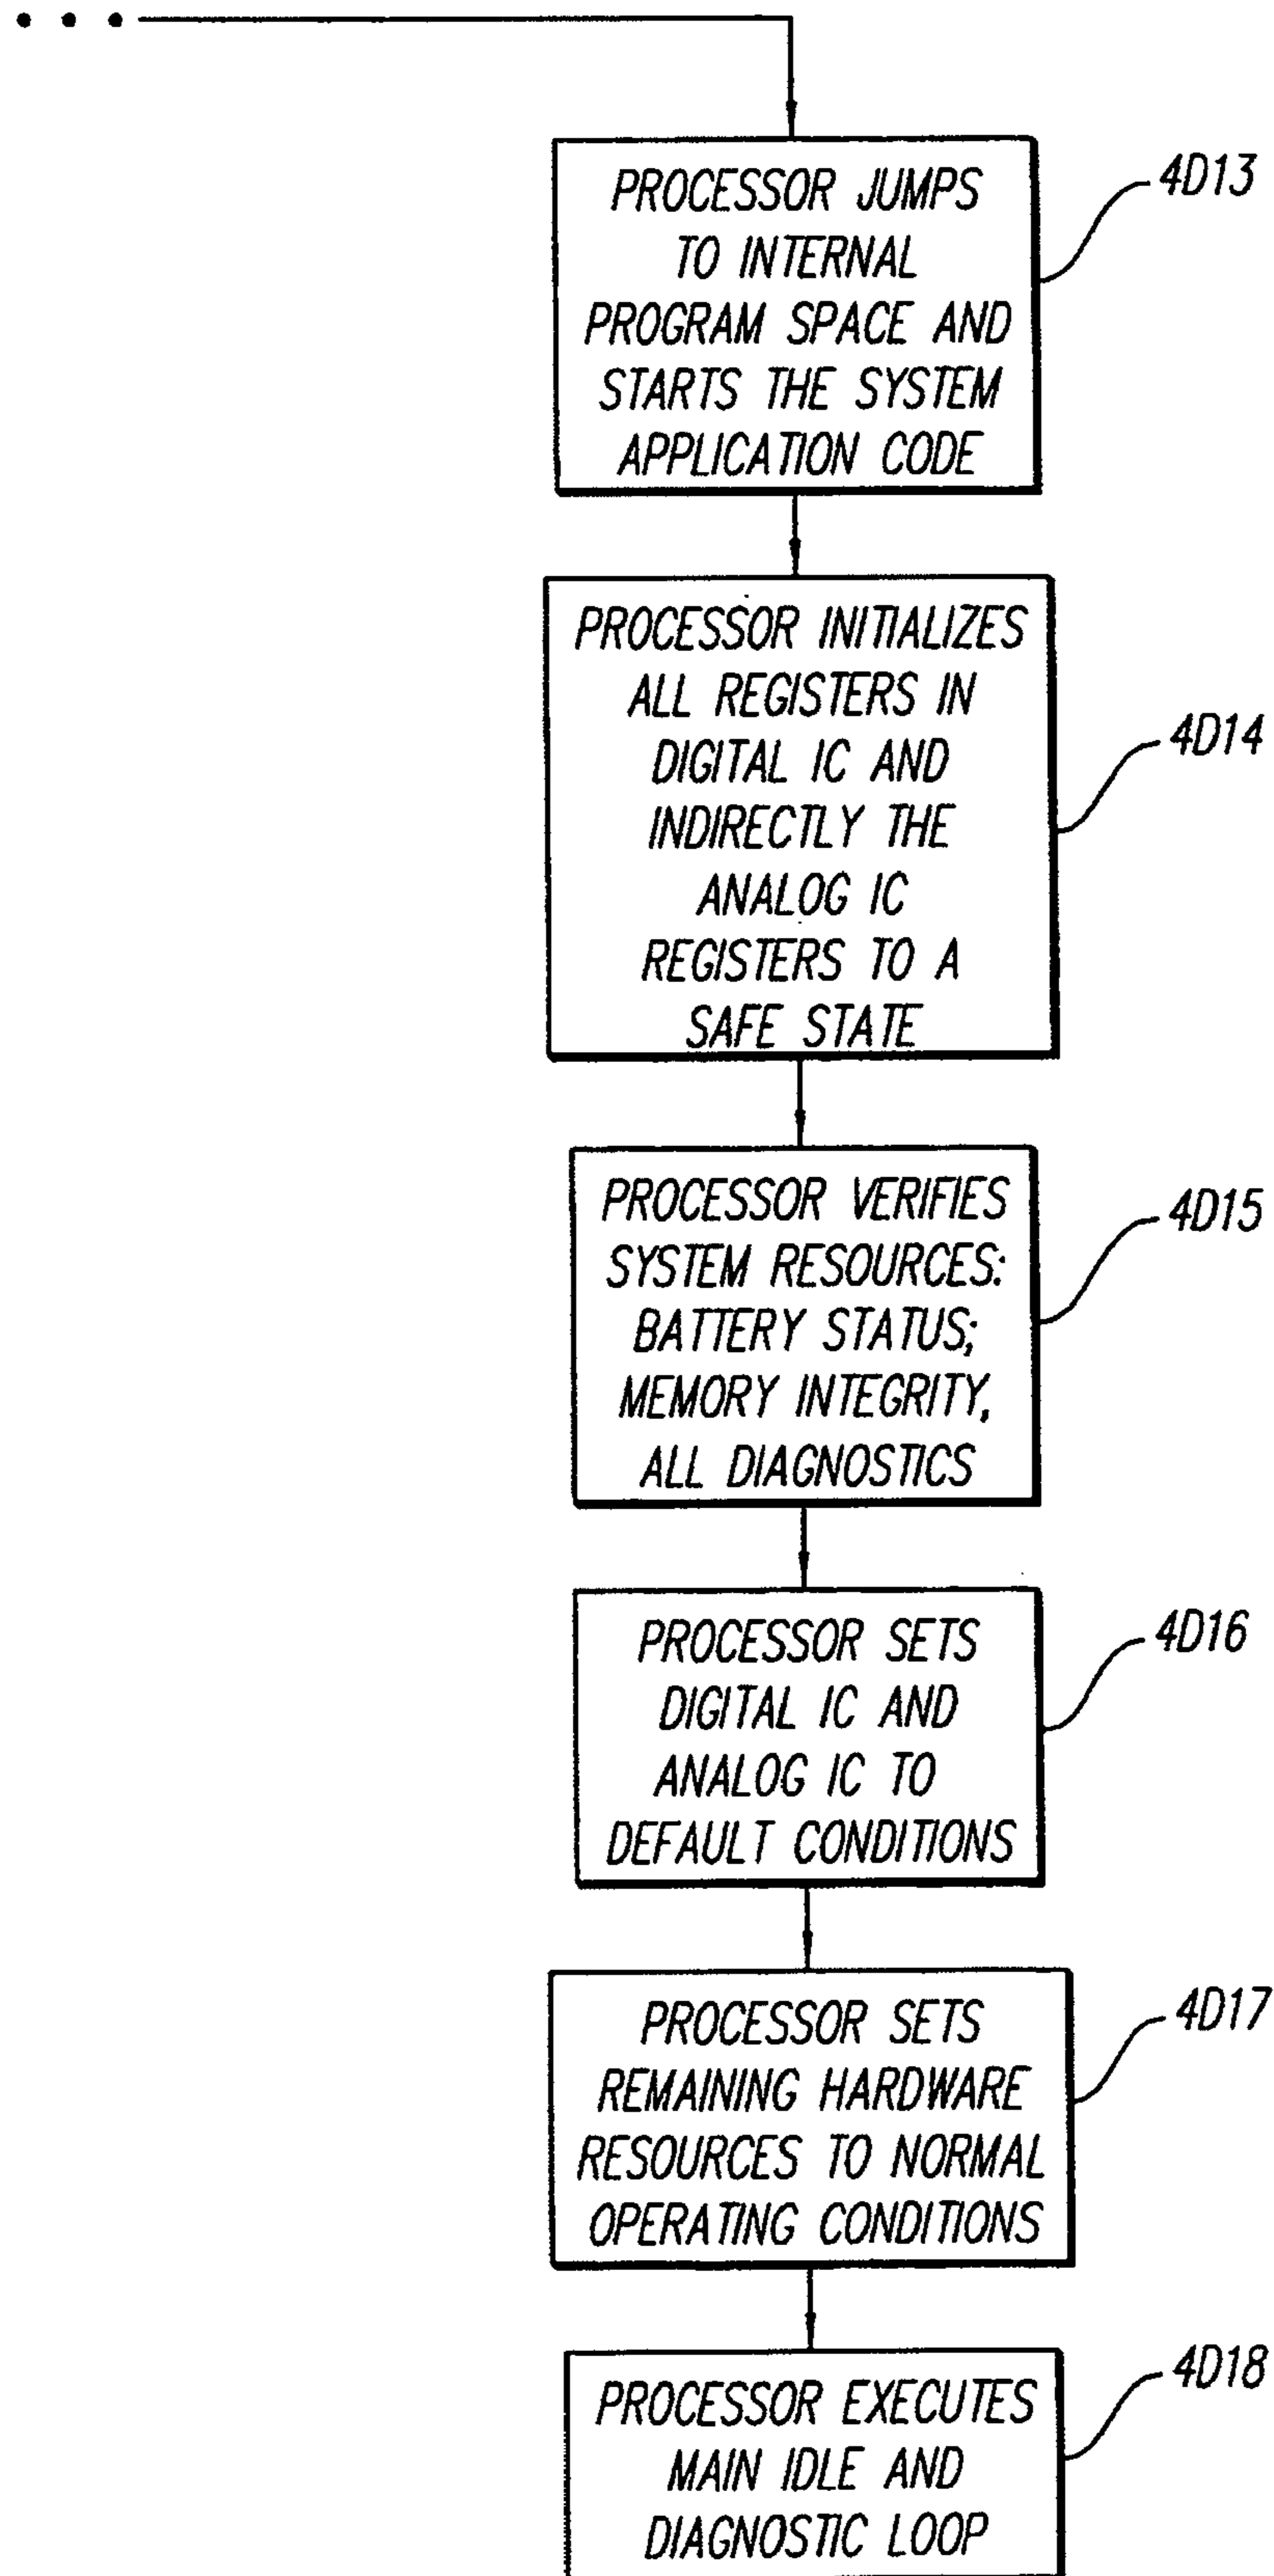 PROCESSOR JUMPS
TO INTERNAL
PROGRAM SPACE AND
STARTS THE SYSTEM
APPLICATION CODE
4D13
PROCESSOR INITIALIZES
ALL REGISTERS IN
DIGITAL IC AND
INDIRECTLY THE
ANALOG IC
REGISTERS TO A
SAFE STATE
4D14
PROCESSOR VERIFIES
SYSTEM RESOURCES:
BATTERY STATUS;
MEMORY INTEGRITY,
ALL DIAGNOSTICS
4D15
PROCESSOR SETS
DIGITAL IC AND
ANALOG IC TO
DEFAULT CONDITIONS
4D16
PROCESSOR SETS
REMAINING HARDWARE
RESOURCES TO NORMAL
OPERATING CONDITIONS
4D17
PROCESSOR EXECUTES
MAIN IDLE AND
DIAGNOSTIC LOOP
4D18